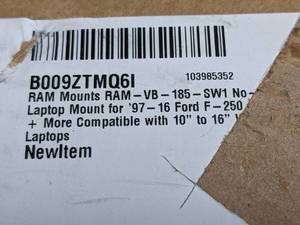 B009ZTMQ6I
103985352
RAM Mounts RAM-VB-185-SW1 No-
Laptop Mount for '97-16 Ford F-250
+ More Compatible with 10" to 16"
Laptops
NewItem